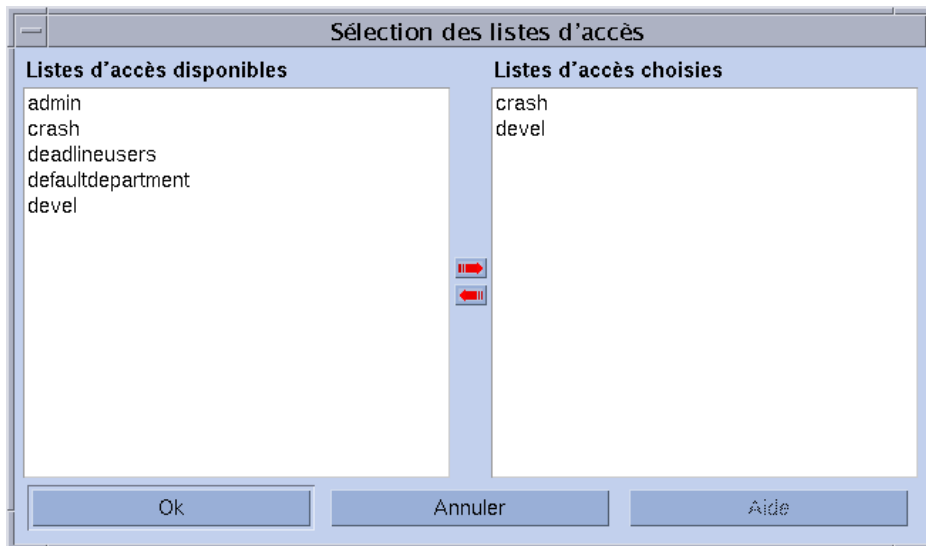 Sélection des listes d'accès
Listes d'accès disponibles
admin
crash
deadlineusers
defaultdepartment
devel
Listes d'accès choisies
crash
devel
Ok
Annuler
Aide